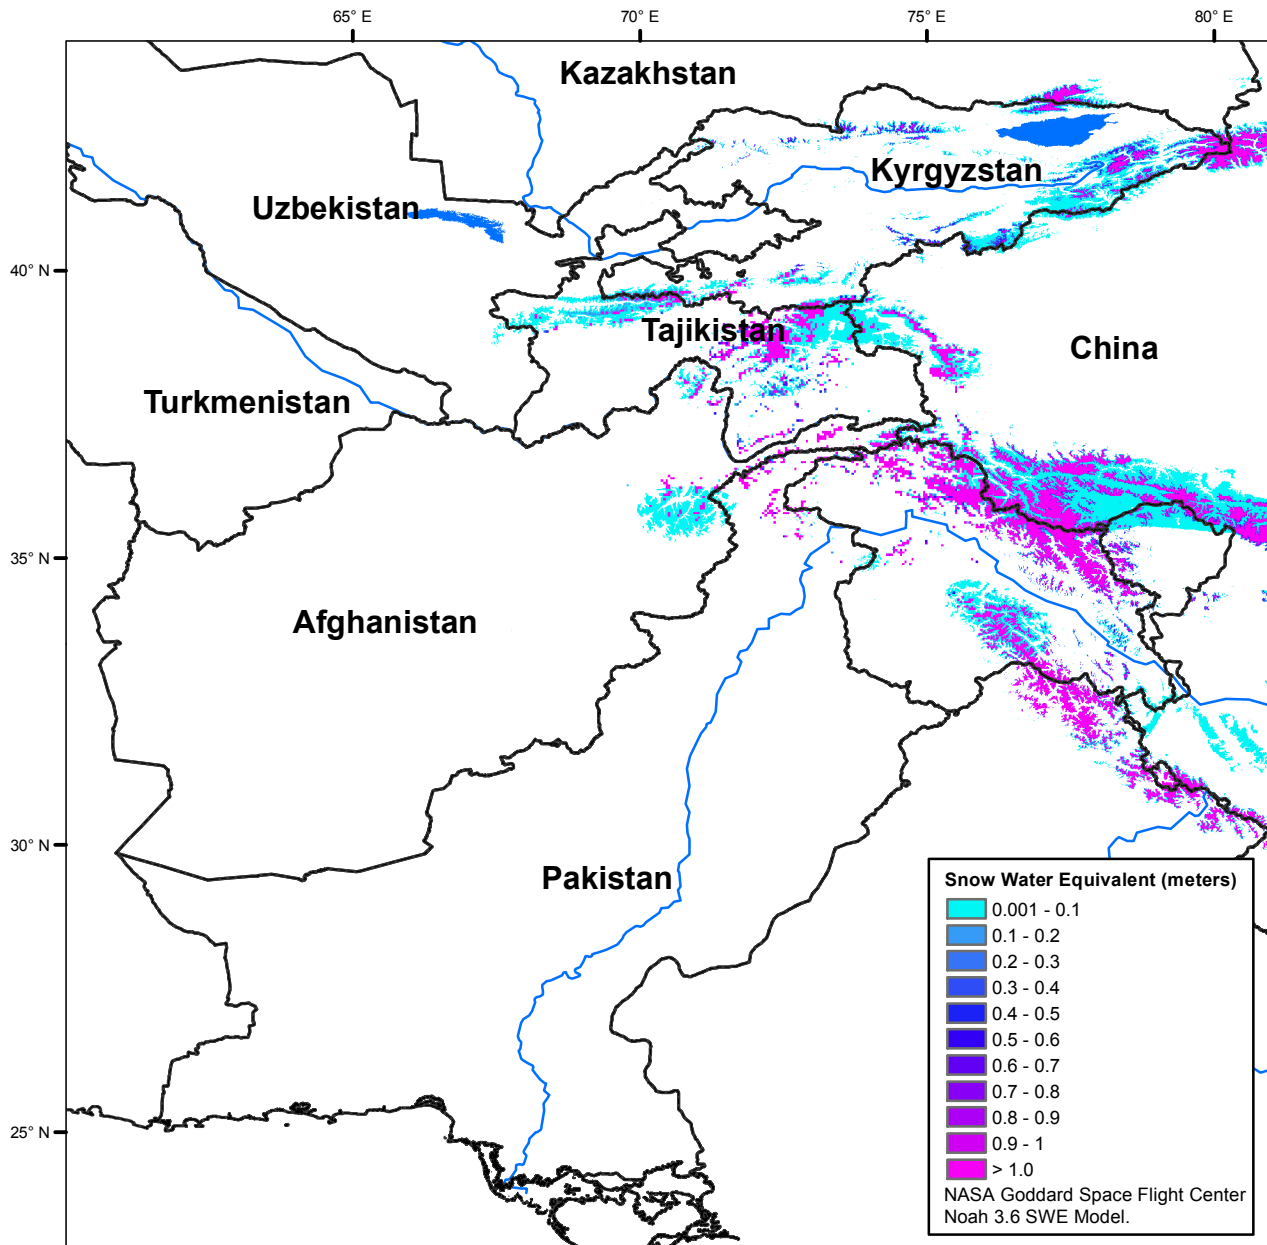 65° E
70° E
75° E
80° E
Kazakhstan
Kyrgyzstan
Uzbekistan
40° N
Tajikistan
China
Turkmenistan
35° N
Afghanistan
30° N
Pakistan
25° N
Snow Water Equivalent (meters)
0.001 - 0.1
0.1 - 0.2
0.2 - 0.3
0.3 - 0.4
0.4 - 0.5
0.5 - 0.6
0.6 - 0.7
0.7 - 0.8
0.8 - 0.9
0.9 - 1
> 1.0
NASA Goddard Space Flight Center
Noah 3.6 SWE Model.